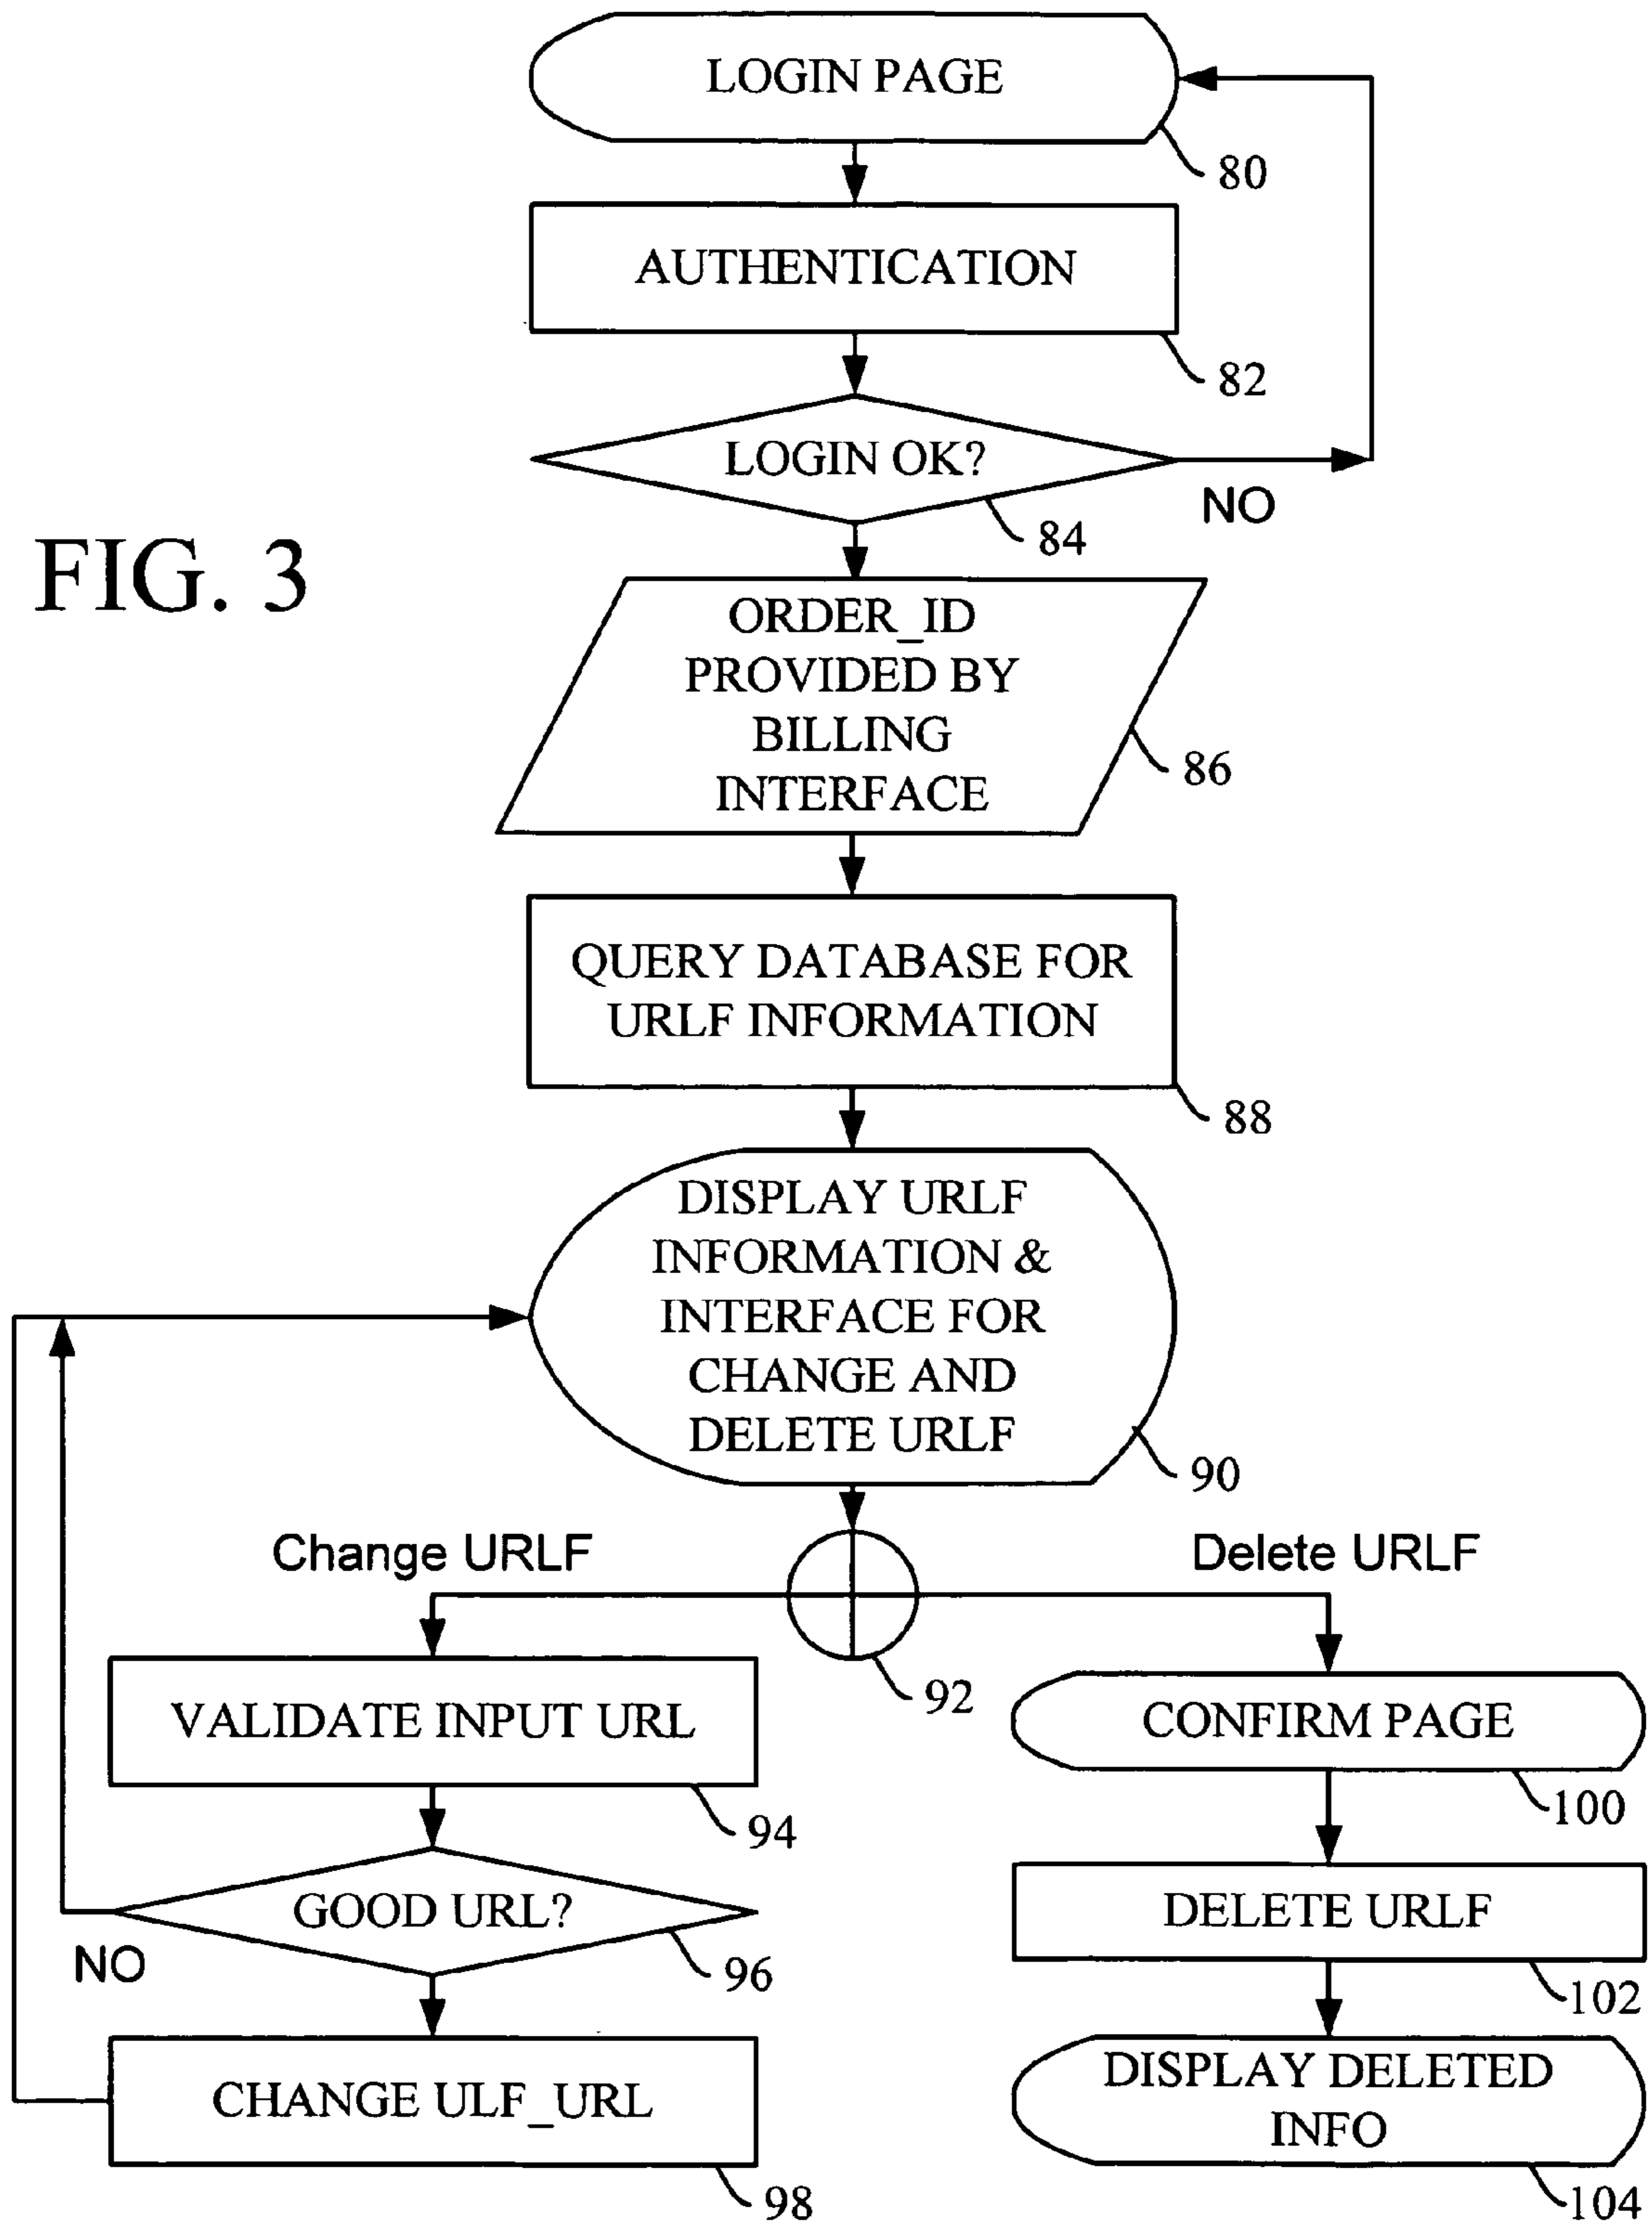 LOGIN PAGE
80
AUTHENTICATION
82
LOGIN OK?
NO
84
FIG. 3
ORDER_ID
PROVIDED BY
BILLING
INTERFACE
86
QUERY DATABASE FOR
URLF INFORMATION
88
DISPLAY URLF
INFORMATION &
INTERFACE FOR
CHANGE AND
DELETE URLF
90
Change URLF
Delete URLF
92
VALIDATE INPUT URL
94
CONFIRM PAGE
100
GOOD URL?
NO
96
DELETE URLF
102
CHANGE ULF_URL
98
DISPLAY DELETED
INFO
104